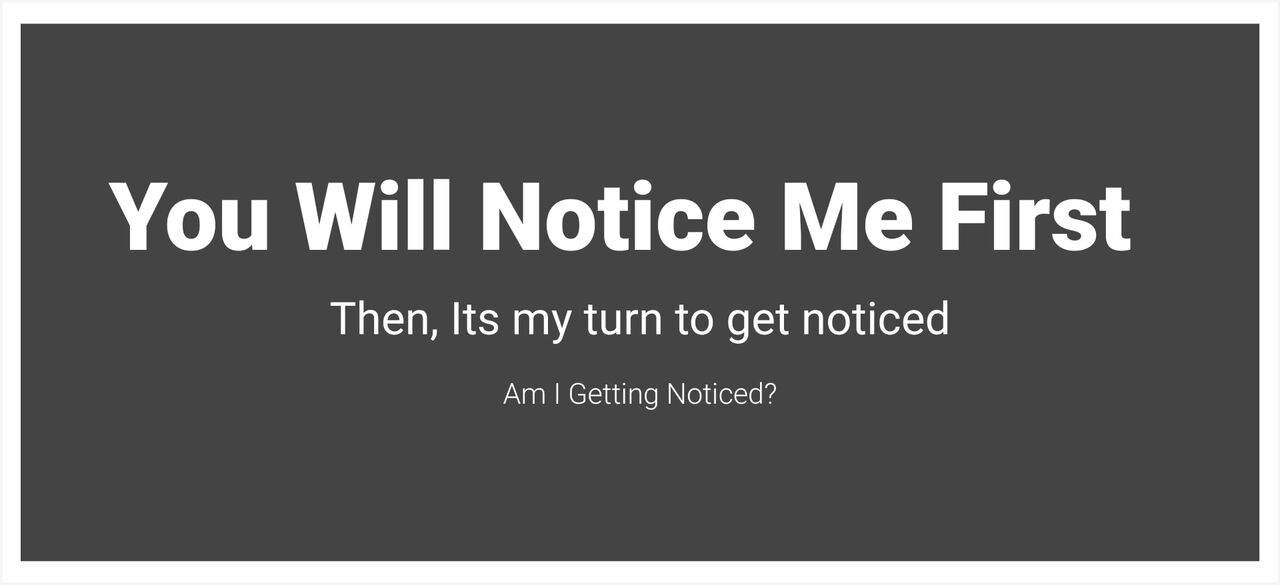 You Will Notice Me First
Then, Its my turn to get noticed
Am I Getting Noticed?